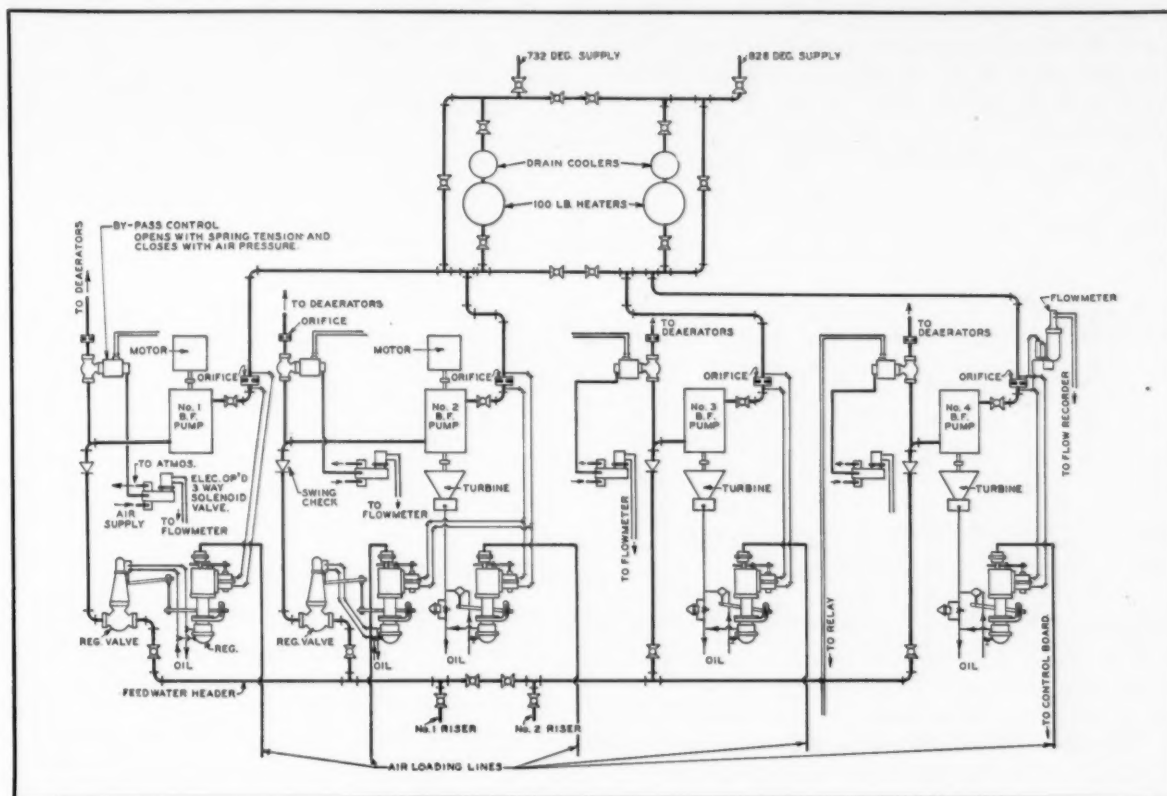 732 DEG. SUPPLY
828 DEG. SUPPLY
DRAIN COOLERS
100 LB. HEATERS
BY-PASS CONTROL
OPENS WITH SPRING TENSION AND
CLOSES WITH AIR PRESSURE.
TO DEAERATORS
TO DEAERATORS
ORIFICE
MOTOR
ORIFICE
No. 1
B.F.
PUMP
MOTOR
ORIFICE
No. 2
B.F.
PUMP
TO
DEAERATORS
ORIFICE
No. 3
B.F.
PUMP
TO
DEAERATORS
FLOWMETER
ORIFICE
No. 4
B.F.
PUMP
TO FLOW RECORDER
TO ATMOS.
ELEC. OP'D
3 WAY
SOLENOID
VALVE.
AIR
SUPPLY
TO
FLOWMETER
SWING
CHECK
TO
FLOWMETER
TURBINE
TO FLOWMETER
TURBINE
TURBINE
REG. VALVE
OIL
REG.
REG. VALVE
OIL
OIL
OIL
OIL
TO RELAY
TO CONTROL BOARD
FEEDWATER HEADER
No. 1 RISER
No. 2 RISER
AIR LOADING LINES